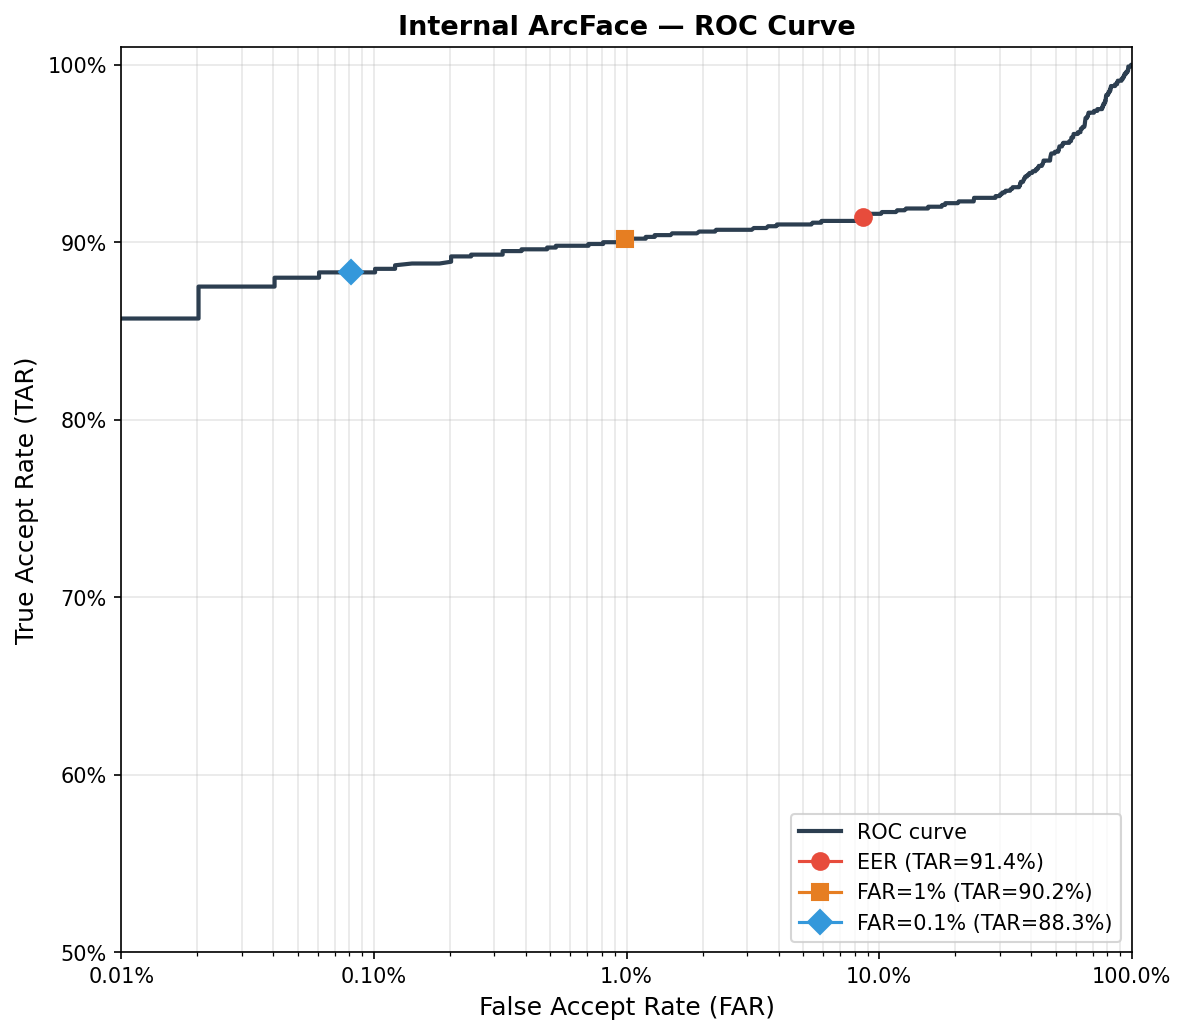 Internal ArcFace — ROC Curve
100%
90%
80%
70%
60%
50%
True Accept Rate (TAR)
ROC curve
EER (TAR=91.4%)
FAR=1% (TAR=90.2%)
FAR=0.1% (TAR=88.3%)
0.01% 0.10% 1.0% 10.0% 100.0%
False Accept Rate (FAR)